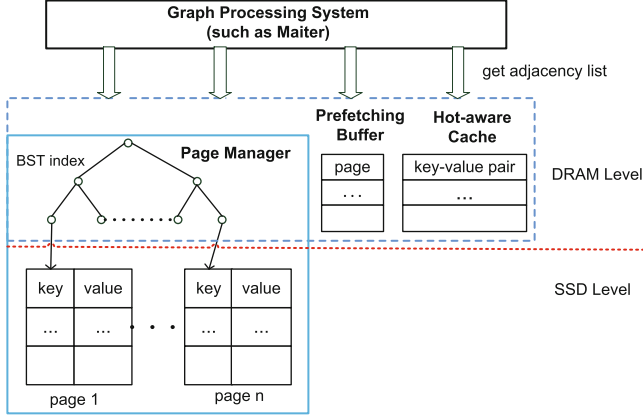 Graph Processing System
(such as Maiter)
get adjacency list
Prefetching
Buffer
Hot-aware
Cache
BST index
Page Manager
page
...
key-value pair
...
DRAM Level
SSD Level
key value
... ...
page 1
. . .
key value
... ...
page n